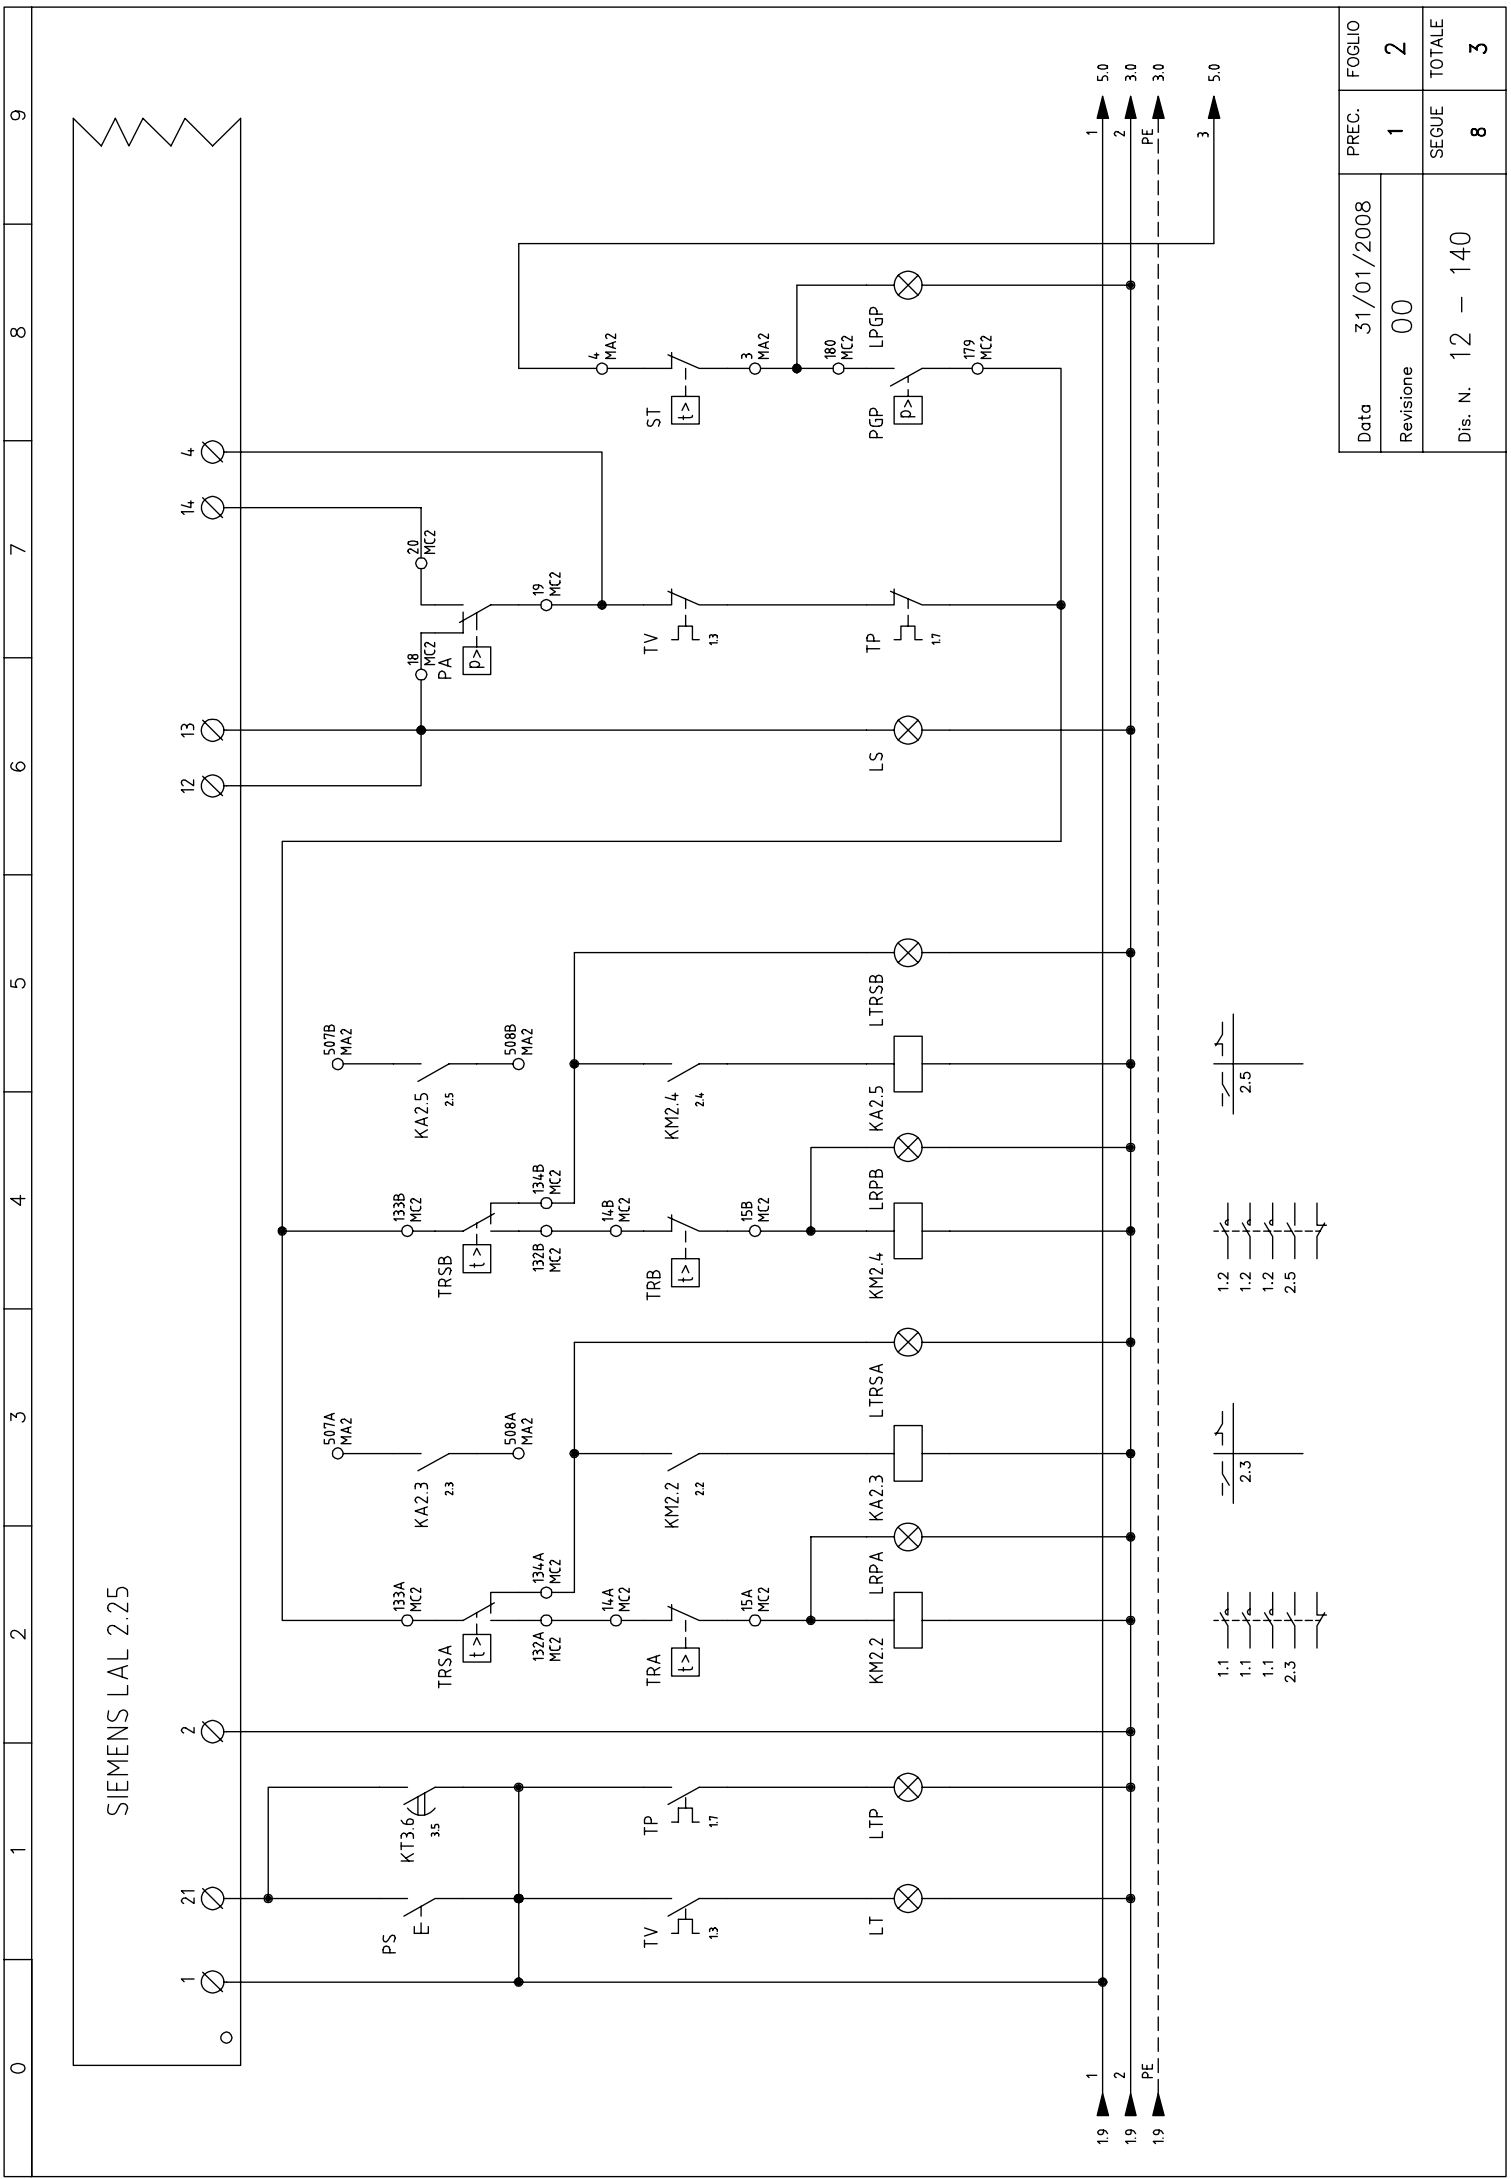 0 1 2 3 4 5 6 7 8 9
SIEMENS LAL 2.25
1 21 2 12 13 14 4
PS
KT3.6
3.5
TV
1.3
TP
1.7
LT
LTP
133A
MC2
TRSA
t>
132A
MC2
134A
MC2
14A
MC2
TRA
t>
15A
MC2
KM2.2
LRPA
507A
MA2
KA2.3
2.3
508A
MA2
KM2.2
2.2
KA2.3
LTRSA
133B
MC2
TRSB
t>
132B
MC2
134B
MC2
14B
MC2
TRB
t>
15B
MC2
KM2.4
LRPB
507B
MA2
KA2.5
2.5
508B
MA2
KM2.4
2.4
KA2.5
LTRSB
LS
18
MC2
PA
p>
20
MC2
19
MC2
TV
1.3
TP
1.7
4
MA2
ST
t>
3
MA2
180
MC2
PGP
p>
179
MC2
LPGP
1.9 1 1 5.0
1.9 2 2 3.0
1.9 PE PE 3.0
3 5.0
1.1
1.1
1.1
2.3
2.3
1.2
1.2
1.2
2.5
2.5
Data 31/01/2008
Revisione 00
Dis. N. 12 - 140
PREC. FOGLIO
1 2
SEGUE TOTALE
8 3